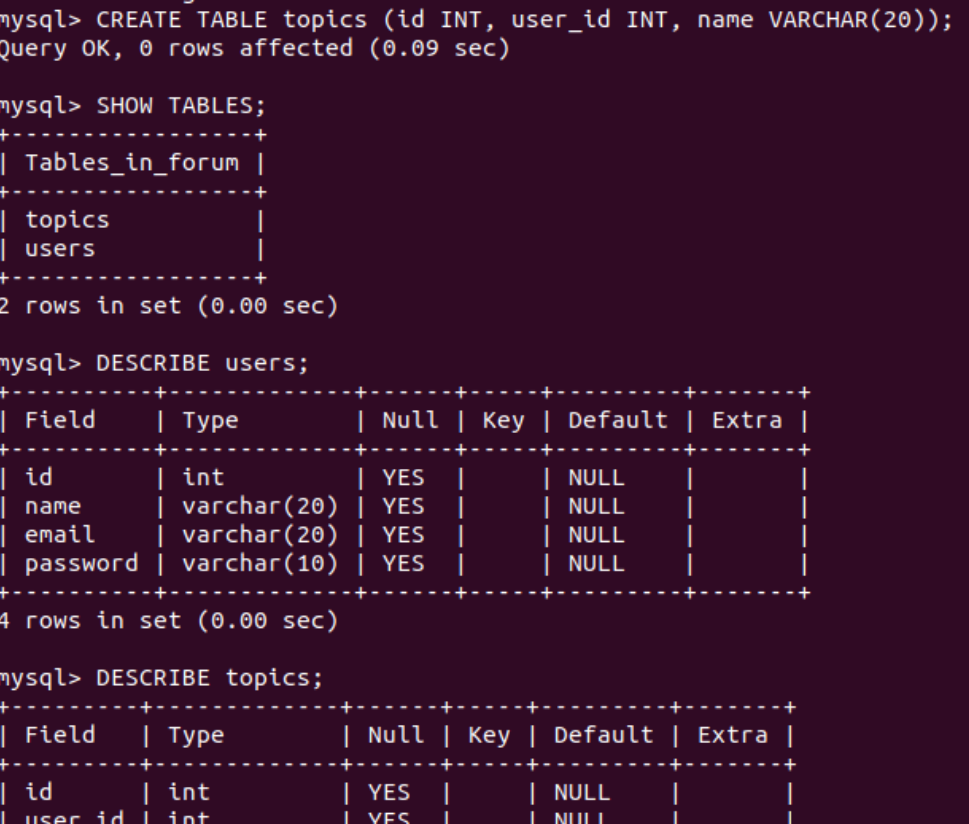 mysql> CREATE TABLE topics (id INT, user_id INT, name VARCHAR(20));
Query OK, 0 rows affected (0.09 sec)
mysql> SHOW TABLES;
+-----------------+
| Tables_in_forum |
+-----------------+
| topics          |
| users           |
+-----------------+
2 rows in set (0.00 sec)
mysql> DESCRIBE users;
+----------+-------------+------+-----+---------+-------+
| Field    | Type        | Null | Key | Default | Extra |
+----------+-------------+------+-----+---------+-------+
| id       | int         | YES  |     | NULL    |       |
| name     | varchar(20) | YES  |     | NULL    |       |
| email    | varchar(20) | YES  |     | NULL    |       |
| password | varchar(10) | YES  |     | NULL    |       |
+----------+-------------+------+-----+---------+-------+
4 rows in set (0.00 sec)
mysql> DESCRIBE topics;
+---------+-------------+------+-----+---------+-------+
| Field   | Type        | Null | Key | Default | Extra |
+---------+-------------+------+-----+---------+-------+
| id      | int         | YES  |     | NULL    |       |
| user_id | int         | YES  |     | NULL    |       |